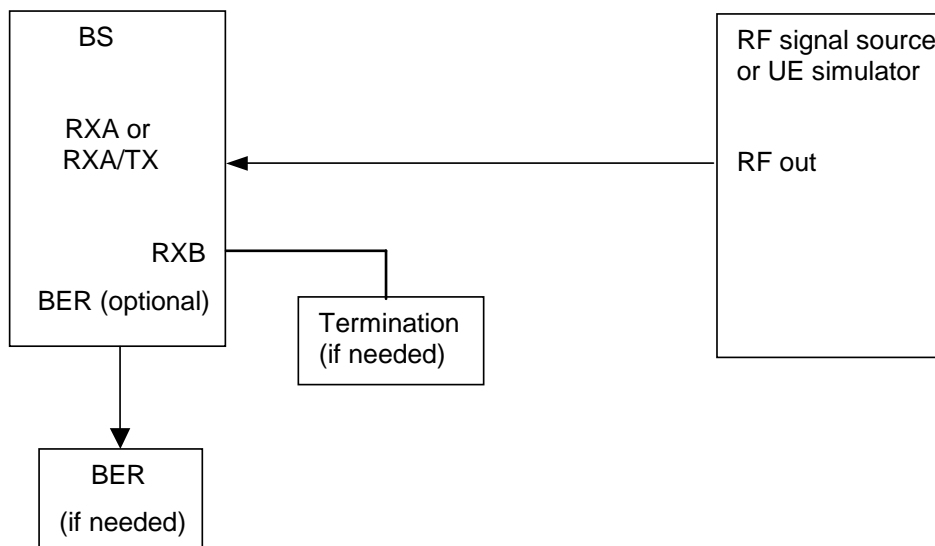 BS
RXA or
RXA/TX
RXB
BER (optional)
Termination
(if needed)
BER
(if needed)
RF signal source
or UE simulator
RF out